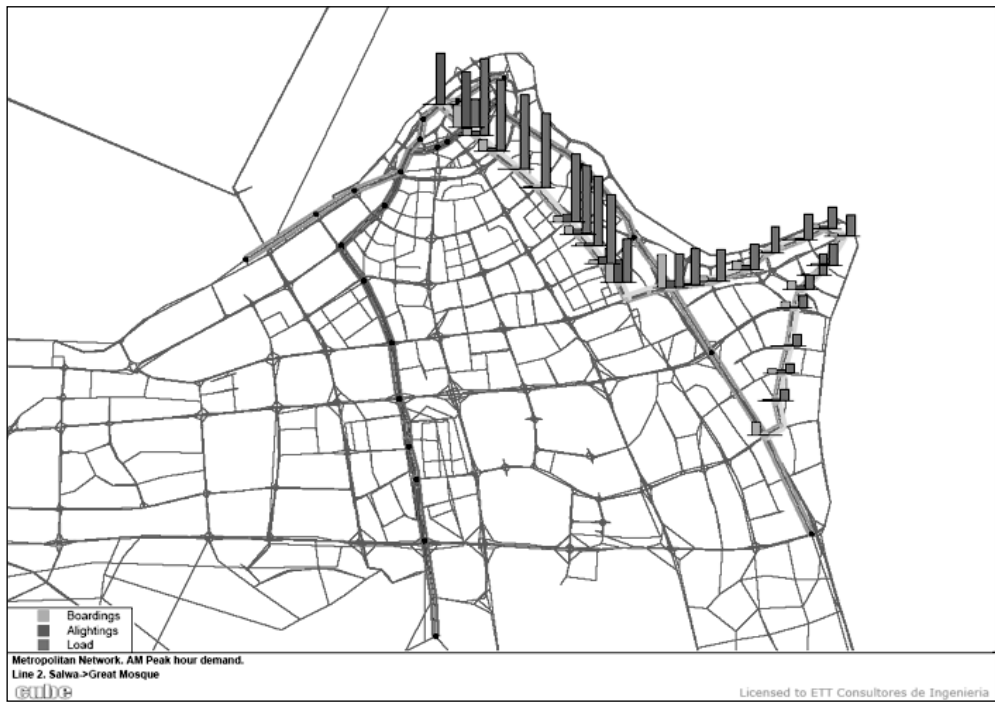 Boardings
Alightings
Load
Metropolitan Network. AM Peak hour demand.
Line 2. Salwa->Great Mosque
cube
Licensed to ETT Consultores de Ingeniería